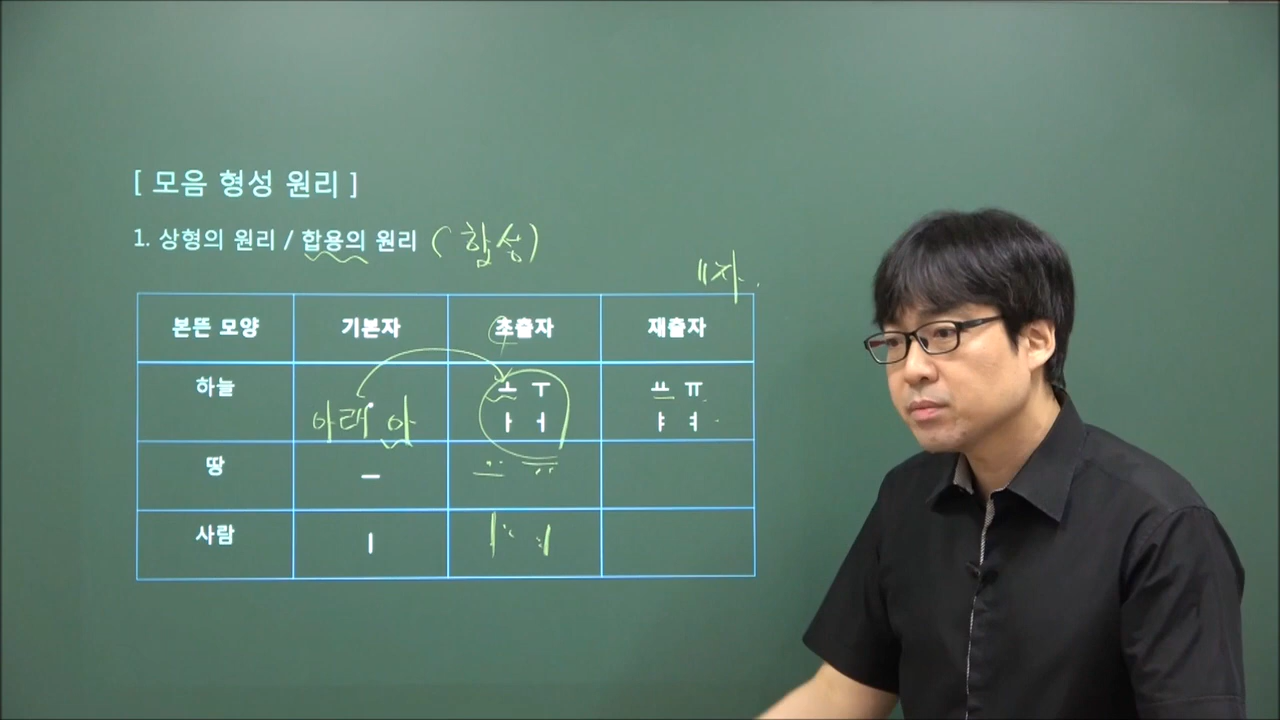 [ 모음 형성 원리 ]
1. 상형의 원리 / 합용의 원리 (합성)
11자.
본뜬 모양 기본자 초출자 재출자
하늘 ㆍ ㅗ ㅜ ㅛ ㅠ
아래 아 ㅏ ㅓ ㅑ ㅕ
땅 ㅡ
사람 ㅣ